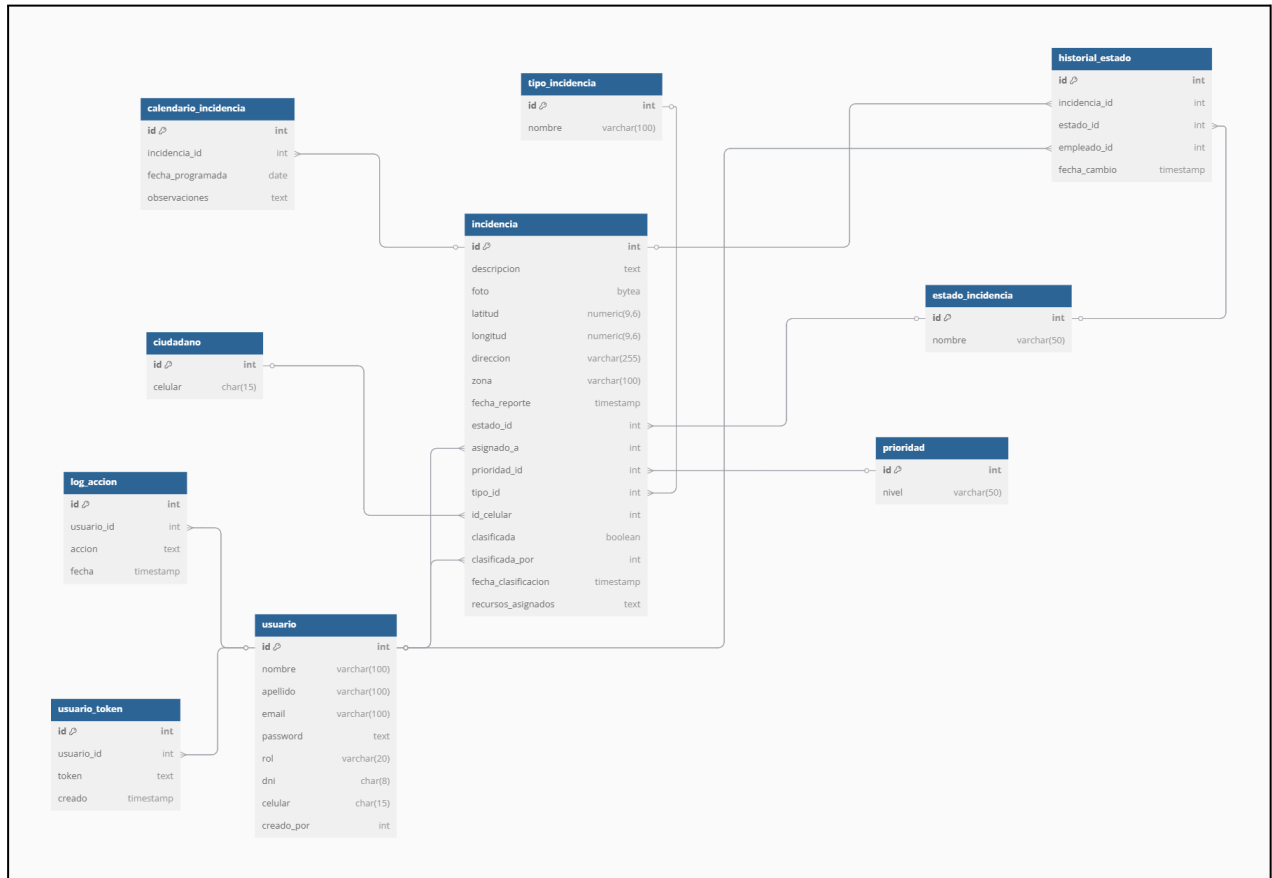 historial_estado
id int
incidencia_id int
estado_id int
empleado_id int
fecha_cambio timestamp
tipo_incidencia
id int
nombre varchar(100)
calendario_incidencia
id int
incidencia_id int
fecha_programada date
observaciones text
incidencia
id int
descripcion text
foto bytea
latitud numeric(9,6)
longitud numeric(9,6)
direccion varchar(255)
zona varchar(100)
fecha_reporte timestamp
estado_id int
asignado_a int
prioridad_id int
tipo_id int
id_celular int
clasificada boolean
clasificada_por int
fecha_clasificacion timestamp
recursos_asignados text
estado_incidencia
id int
nombre varchar(50)
ciudadano
id int
celular char(15)
prioridad
id int
nivel varchar(50)
log_accion
id int
usuario_id int
accion text
fecha timestamp
usuario
id int
nombre varchar(100)
apellido varchar(100)
email varchar(100)
password text
rol varchar(20)
dni char(8)
celular char(15)
creado_por int
usuario_token
id int
usuario_id int
token text
creado timestamp